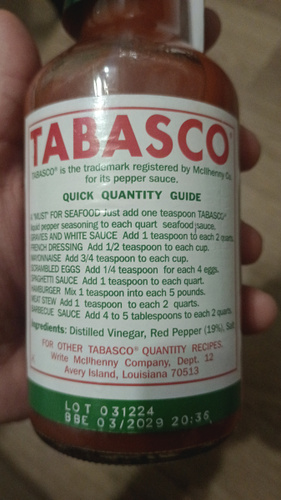 TABASCO®
TABASCO® is the trademark registered by McIlhenny Co.
for its pepper sauce.
QUICK QUANTITY GUIDE
A "MUST" FOR SEAFOOD Just add one teaspoon TABASCO®
liquid pepper seasoning to each quart seafood sauce.
GRAVIES AND WHITE SAUCE Add 1 teaspoon to each 2 quarts.
FRENCH DRESSING Add 1/2 teaspoon to each cup.
MAYONNAISE Add 3/4 teaspoon to each cup.
SCRAMBLED EGGS Add 1/4 teaspoon for each 4 eggs.
SPAGHETTI SAUCE Add 1 teaspoon to each quart.
HAMBURGER Mix 1 teaspoon into each 5 pounds.
MEAT STEW Add 1 teaspoon to each 2 quarts.
BARBECUE SAUCE Add 4 to 5 tablespoons to each 2 quarts.
Ingredients: Distilled Vinegar, Red Pepper (19%), Salt
FOR OTHER TABASCO® QUANTITY RECIPES,
Write McIlhenny Company, Dept. 12
Avery Island, Louisiana 70513
LOT 031224
BBE 03/2029 20:36